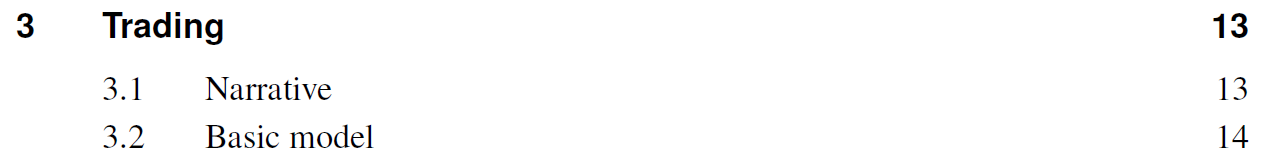 3 Trading 13
3.1 Narrative 13
3.2 Basic model 14